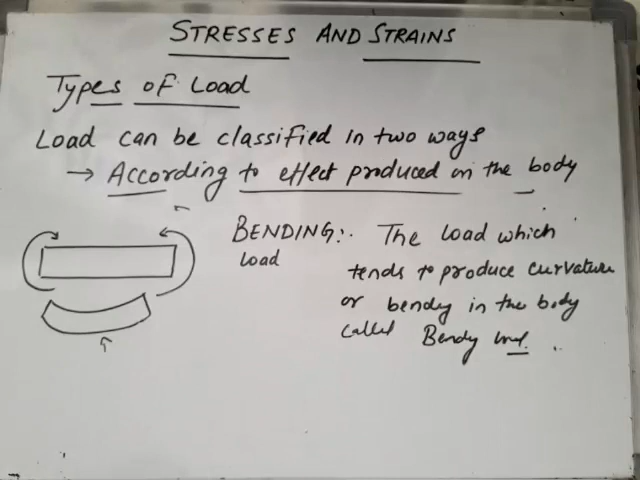 STRESSES AND STRAINS
Types of Load
Load can be classified in two ways
→ According to effect produced on the body
BENDING:. The load which
load tends to produce curvature
or bendy in the body
called Bendy